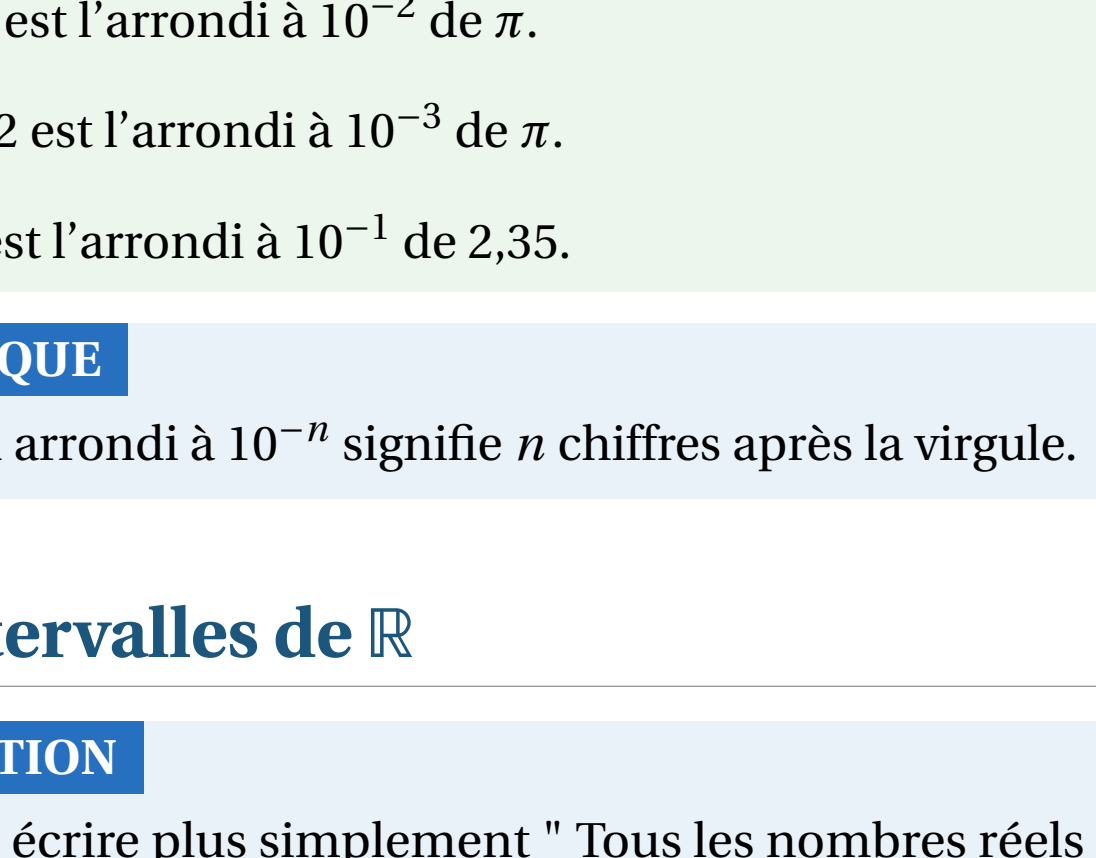 est l'arrondi à 10⁻² de π.
2 est l'arrondi à 10⁻³ de π.
est l'arrondi à 10⁻¹ de 2,35.
QUE
arrondi à 10⁻ⁿ signifie n chiffres après la virgule.
tervalles de ℝ
TION
écrire plus simplement " Tous les nombres réels